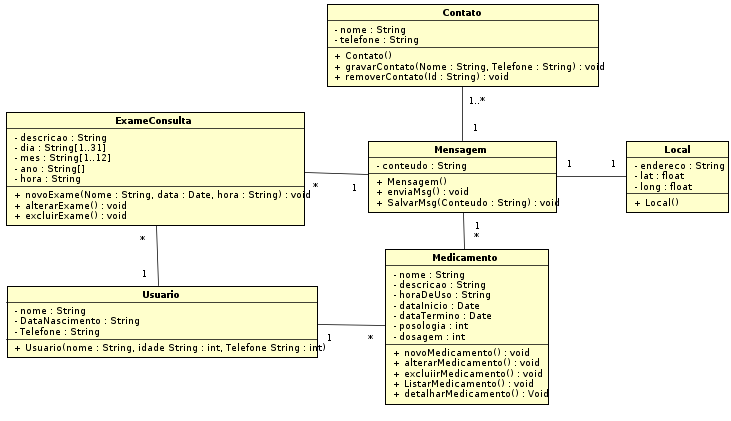 Contato
- nome : String
- telefone : String
+ Contato()
+ gravarContato(Nome : String, Telefone : String) : void
+ removerContato(Id : String) : void
1..*
1
ExameConsulta
- descricao : String
- dia : String[1..31]
- mes : String[1..12]
- ano : String[]
- hora : String
+ novoExame(Nome : String, data : Date, hora : String) : void
+ alterarExame() : void
+ excluirExame() : void
* 1
Mensagem
- conteudo : String
+ Mensagem()
+ enviaMsg() : void
+ SalvarMsg(Conteudo : String) : void
1 1
Local
- endereco : String
- lat : float
- long : float
+ Local()
*
1
1
*
Usuario
- nome : String
- DataNascimento : String
- Telefone : String
+ Usuario(nome : String, idade String : int, Telefone String : int)
1 *
Medicamento
- nome : String
- descricao : String
- horaDeUso : String
- dataInicio : Date
- dataTermino : Date
- posologia : int
- dosagem : int
+ novoMedicamento() : void
+ alterarMedicamento() : void
+ excluiirMedicamento() : void
+ ListarMedicamento() : void
+ detalharMedicamento() : Void